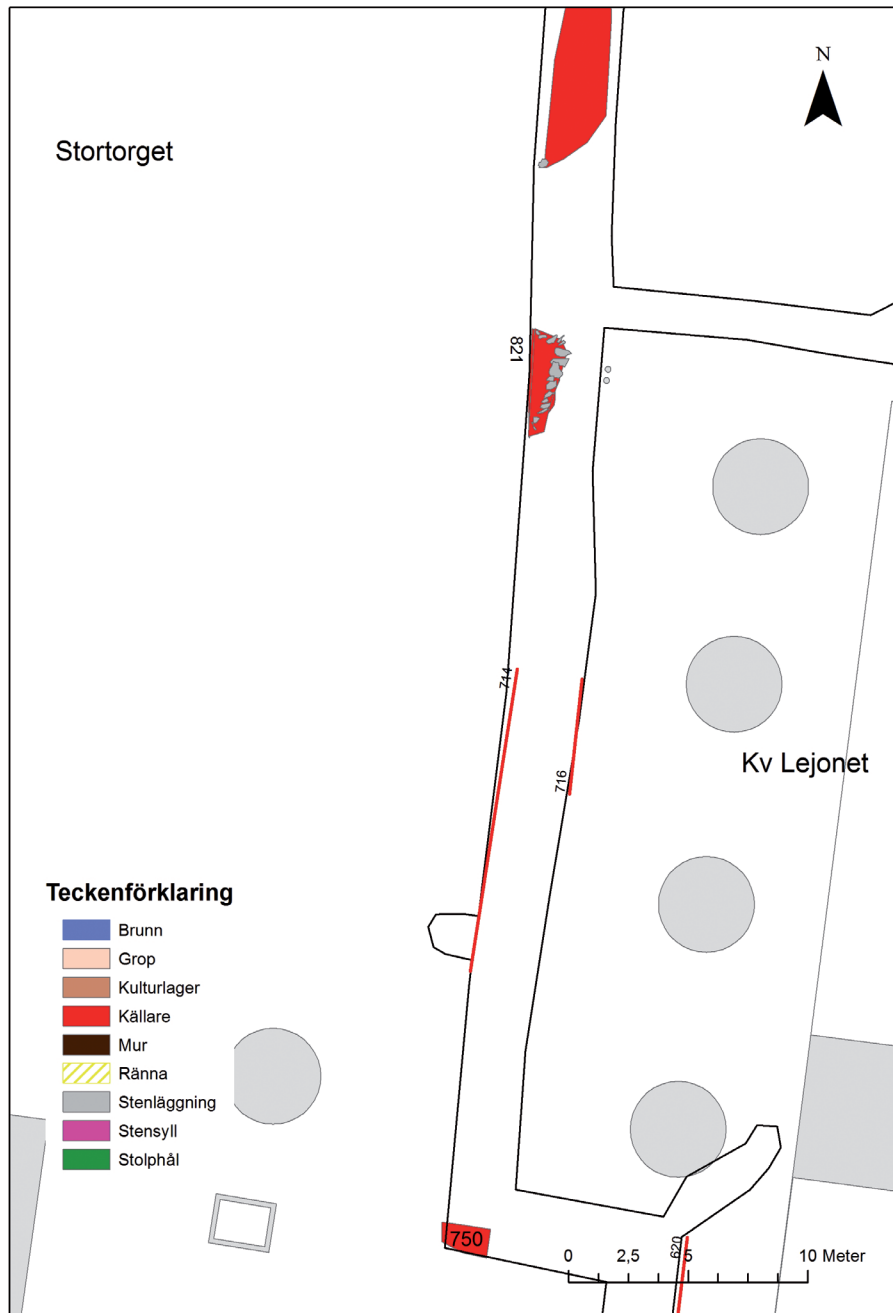 N
Stortorget
821
714
716
Kv Lejonet
Teckenförklaring
Brunn
Grop
Kulturlager
Källare
Mur
Ränna
Stenläggning
Stensyll
Stolphål
750
620
0 2,5 5 10 Meter